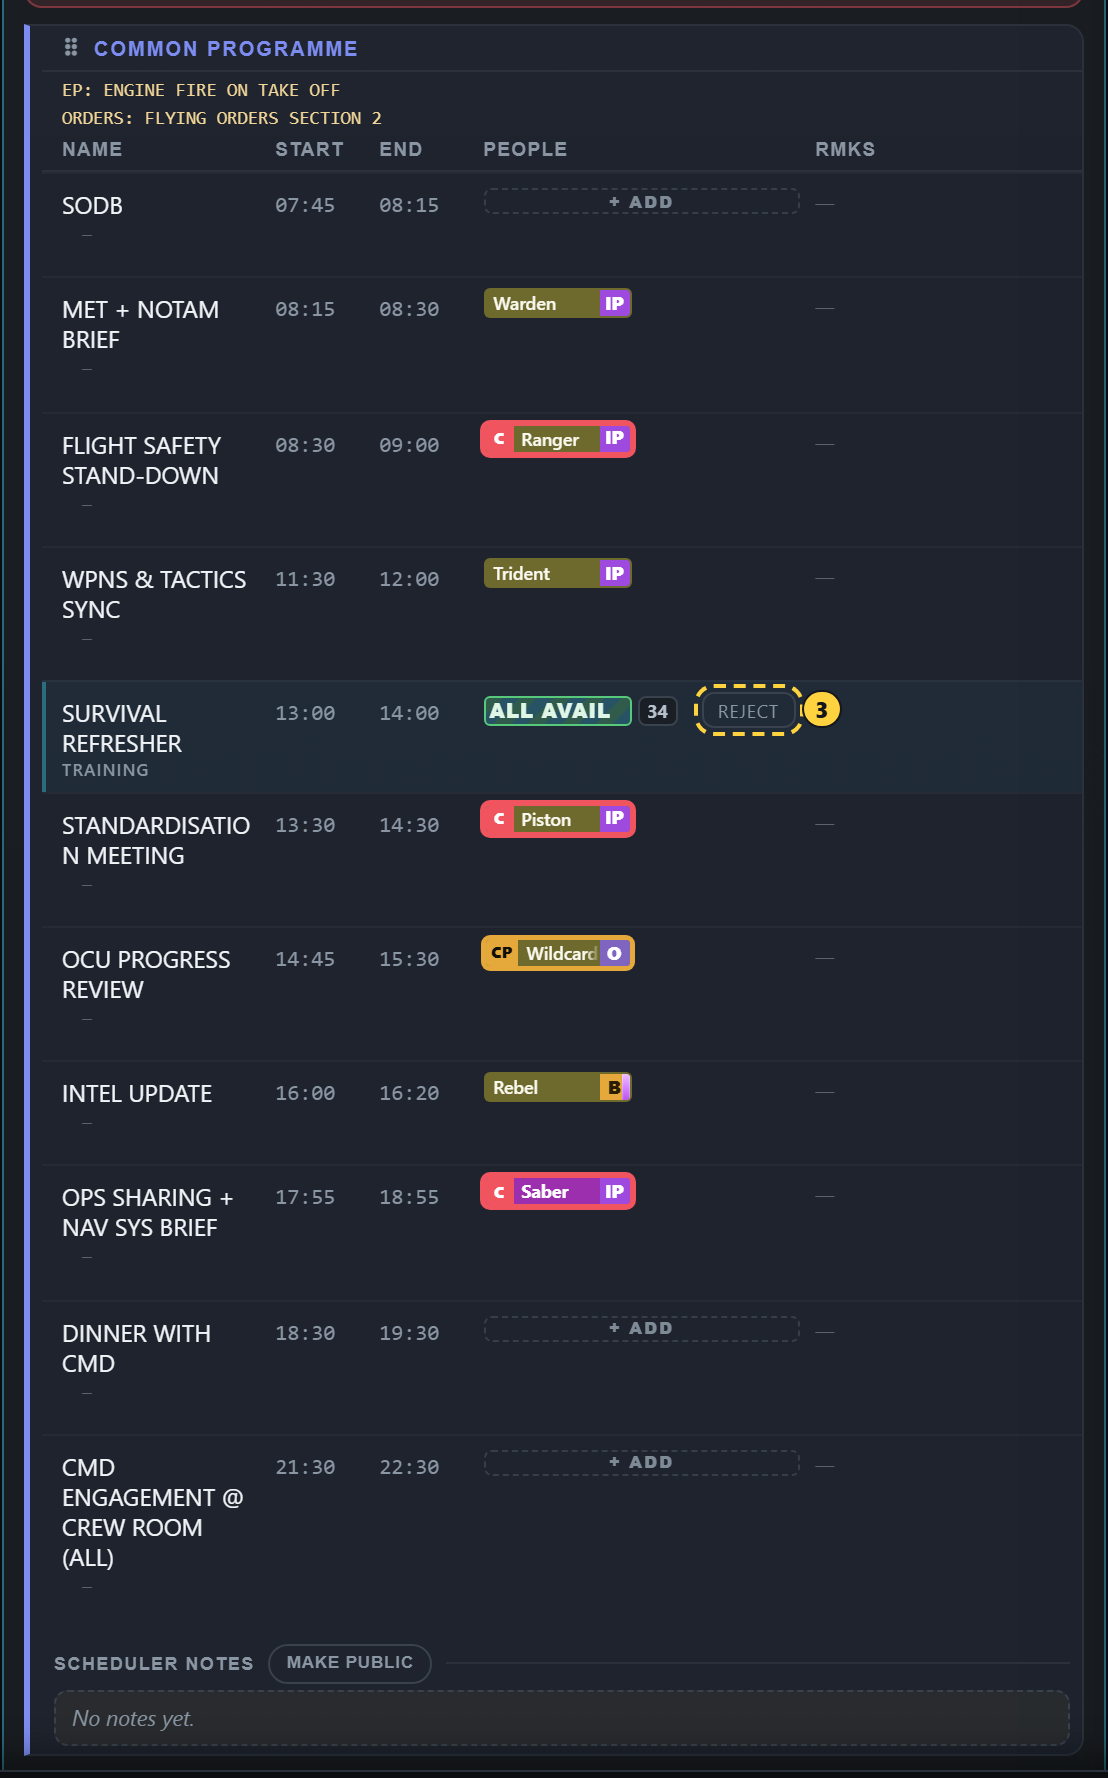 COMMON PROGRAMME
EP: ENGINE FIRE ON TAKE OFF
ORDERS: FLYING ORDERS SECTION 2
NAME START END PEOPLE RMKS
SODB 07:45 08:15 + ADD —
–
MET + NOTAM 08:15 08:30 Warden IP —
BRIEF
–
FLIGHT SAFETY 08:30 09:00 C Ranger IP —
STAND-DOWN
–
WPNS & TACTICS 11:30 12:00 Trident IP —
SYNC
–
SURVIVAL 13:00 14:00 ALL AVAIL 34 REJECT 3
REFRESHER
TRAINING
STANDARDISATIO 13:30 14:30 C Piston IP —
N MEETING
–
OCU PROGRESS 14:45 15:30 CP Wildcard O —
REVIEW
–
INTEL UPDATE 16:00 16:20 Rebel B —
–
OPS SHARING + 17:55 18:55 C Saber IP —
NAV SYS BRIEF
–
DINNER WITH 18:30 19:30 + ADD —
CMD
–
CMD 21:30 22:30 + ADD —
ENGAGEMENT @
CREW ROOM
(ALL)
–
SCHEDULER NOTES MAKE PUBLIC
No notes yet.